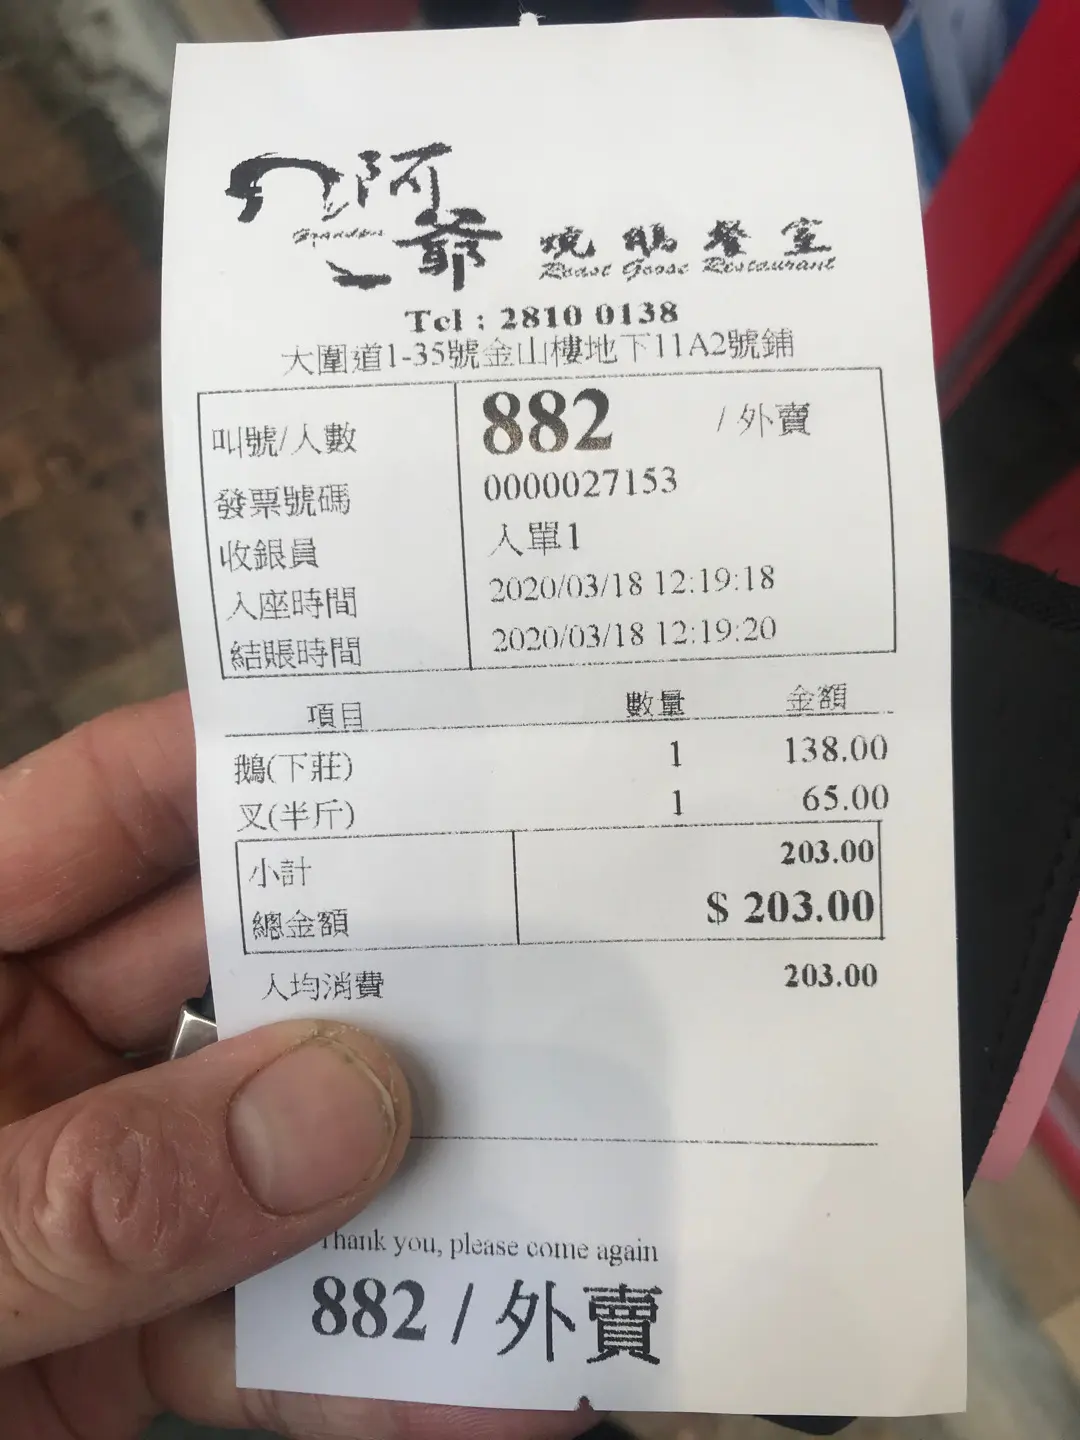 阿爺
Grandpa
燒鵝餐室
Roast Goose Restaurant
Tel : 2810 0138
大圍道1-35號金山樓地下11A2號鋪
叫號/人數 882 / 外賣
發票號碼 0000027153
收銀員 入單1
入座時間 2020/03/18 12:19:18
結賬時間 2020/03/18 12:19:20
項目 數量 金額
鵝(下莊) 1 138.00
叉(半斤) 1 65.00
小計 203.00
總金額 $ 203.00
人均消費 203.00
Thank you, please come again
882 / 外賣